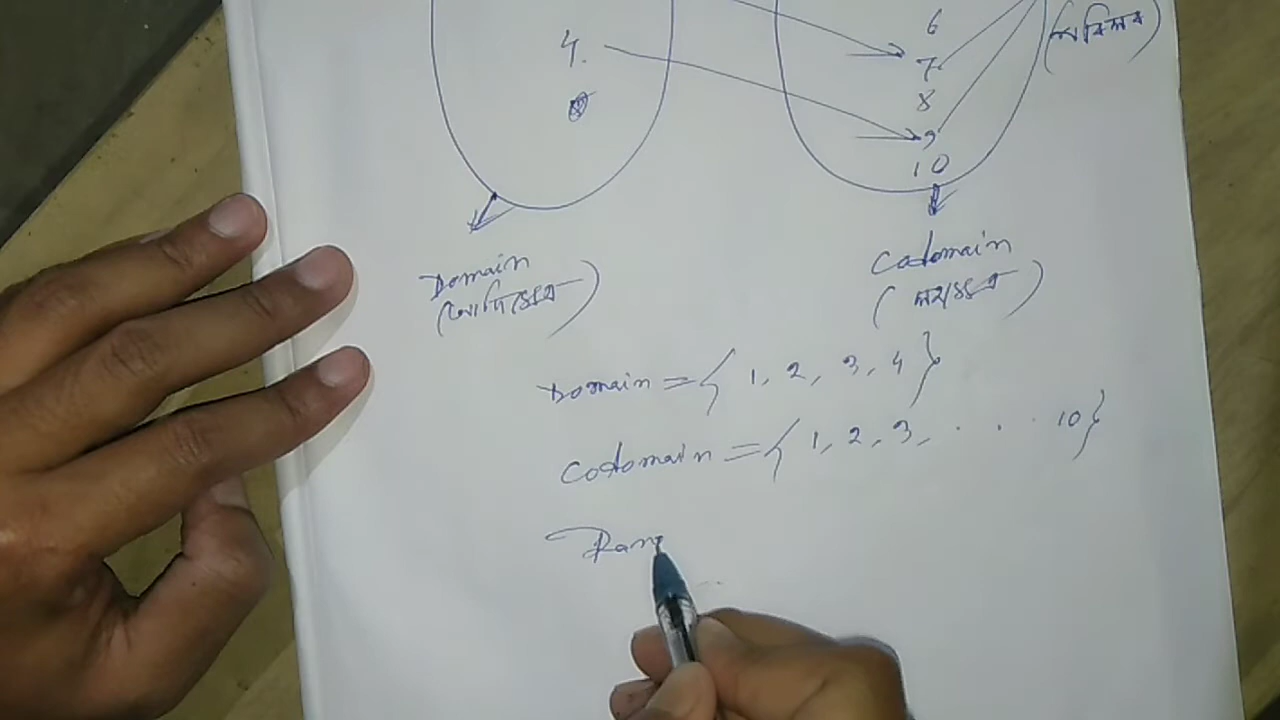 6
4. 7
8
9
10
Domain
Codomain
Domain = { 1, 2, 3, 4 }
Codomain = { 1, 2, 3, . . . 10 }
Rang